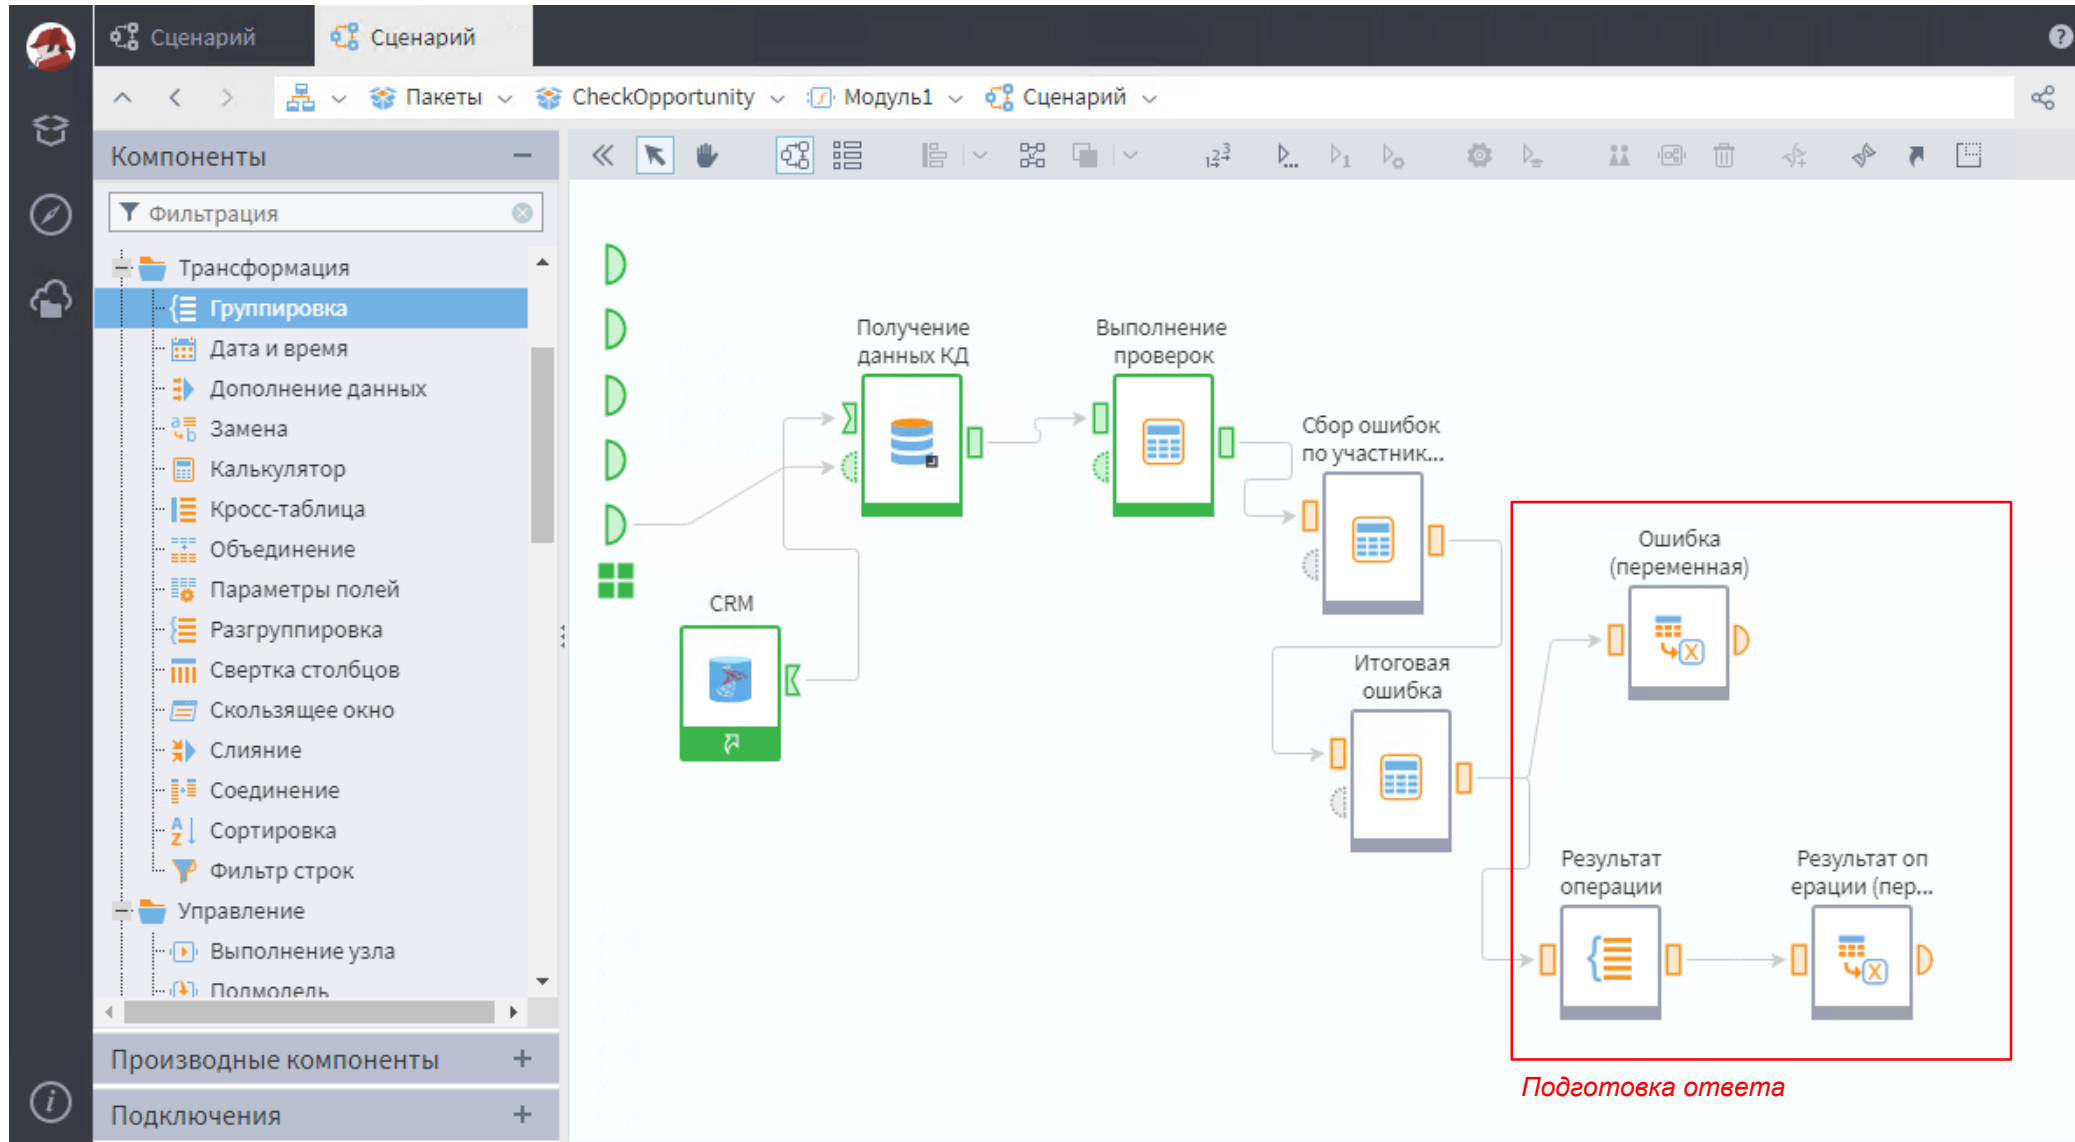 Сценарий
Сценарий
Пакеты
CheckOpportunity
Модуль1
Сценарий
Компоненты
Фильтрация
Трансформация
Группировка
Дата и время
Дополнение данных
Замена
Калькулятор
Кросс-таблица
Объединение
Параметры полей
Разгруппировка
Свертка столбцов
Скользящее окно
Слияние
Соединение
Сортировка
Фильтр строк
Управление
Выполнение узла
Подмодель
Производные компоненты
Подключения
Получение
данных КД
Выполнение
проверок
Сбор ошибок
по участник...
CRM
Итоговая
ошибка
Ошибка
(переменная)
Результат
операции
Результат оп
ерации (пер...
Подготовка ответа